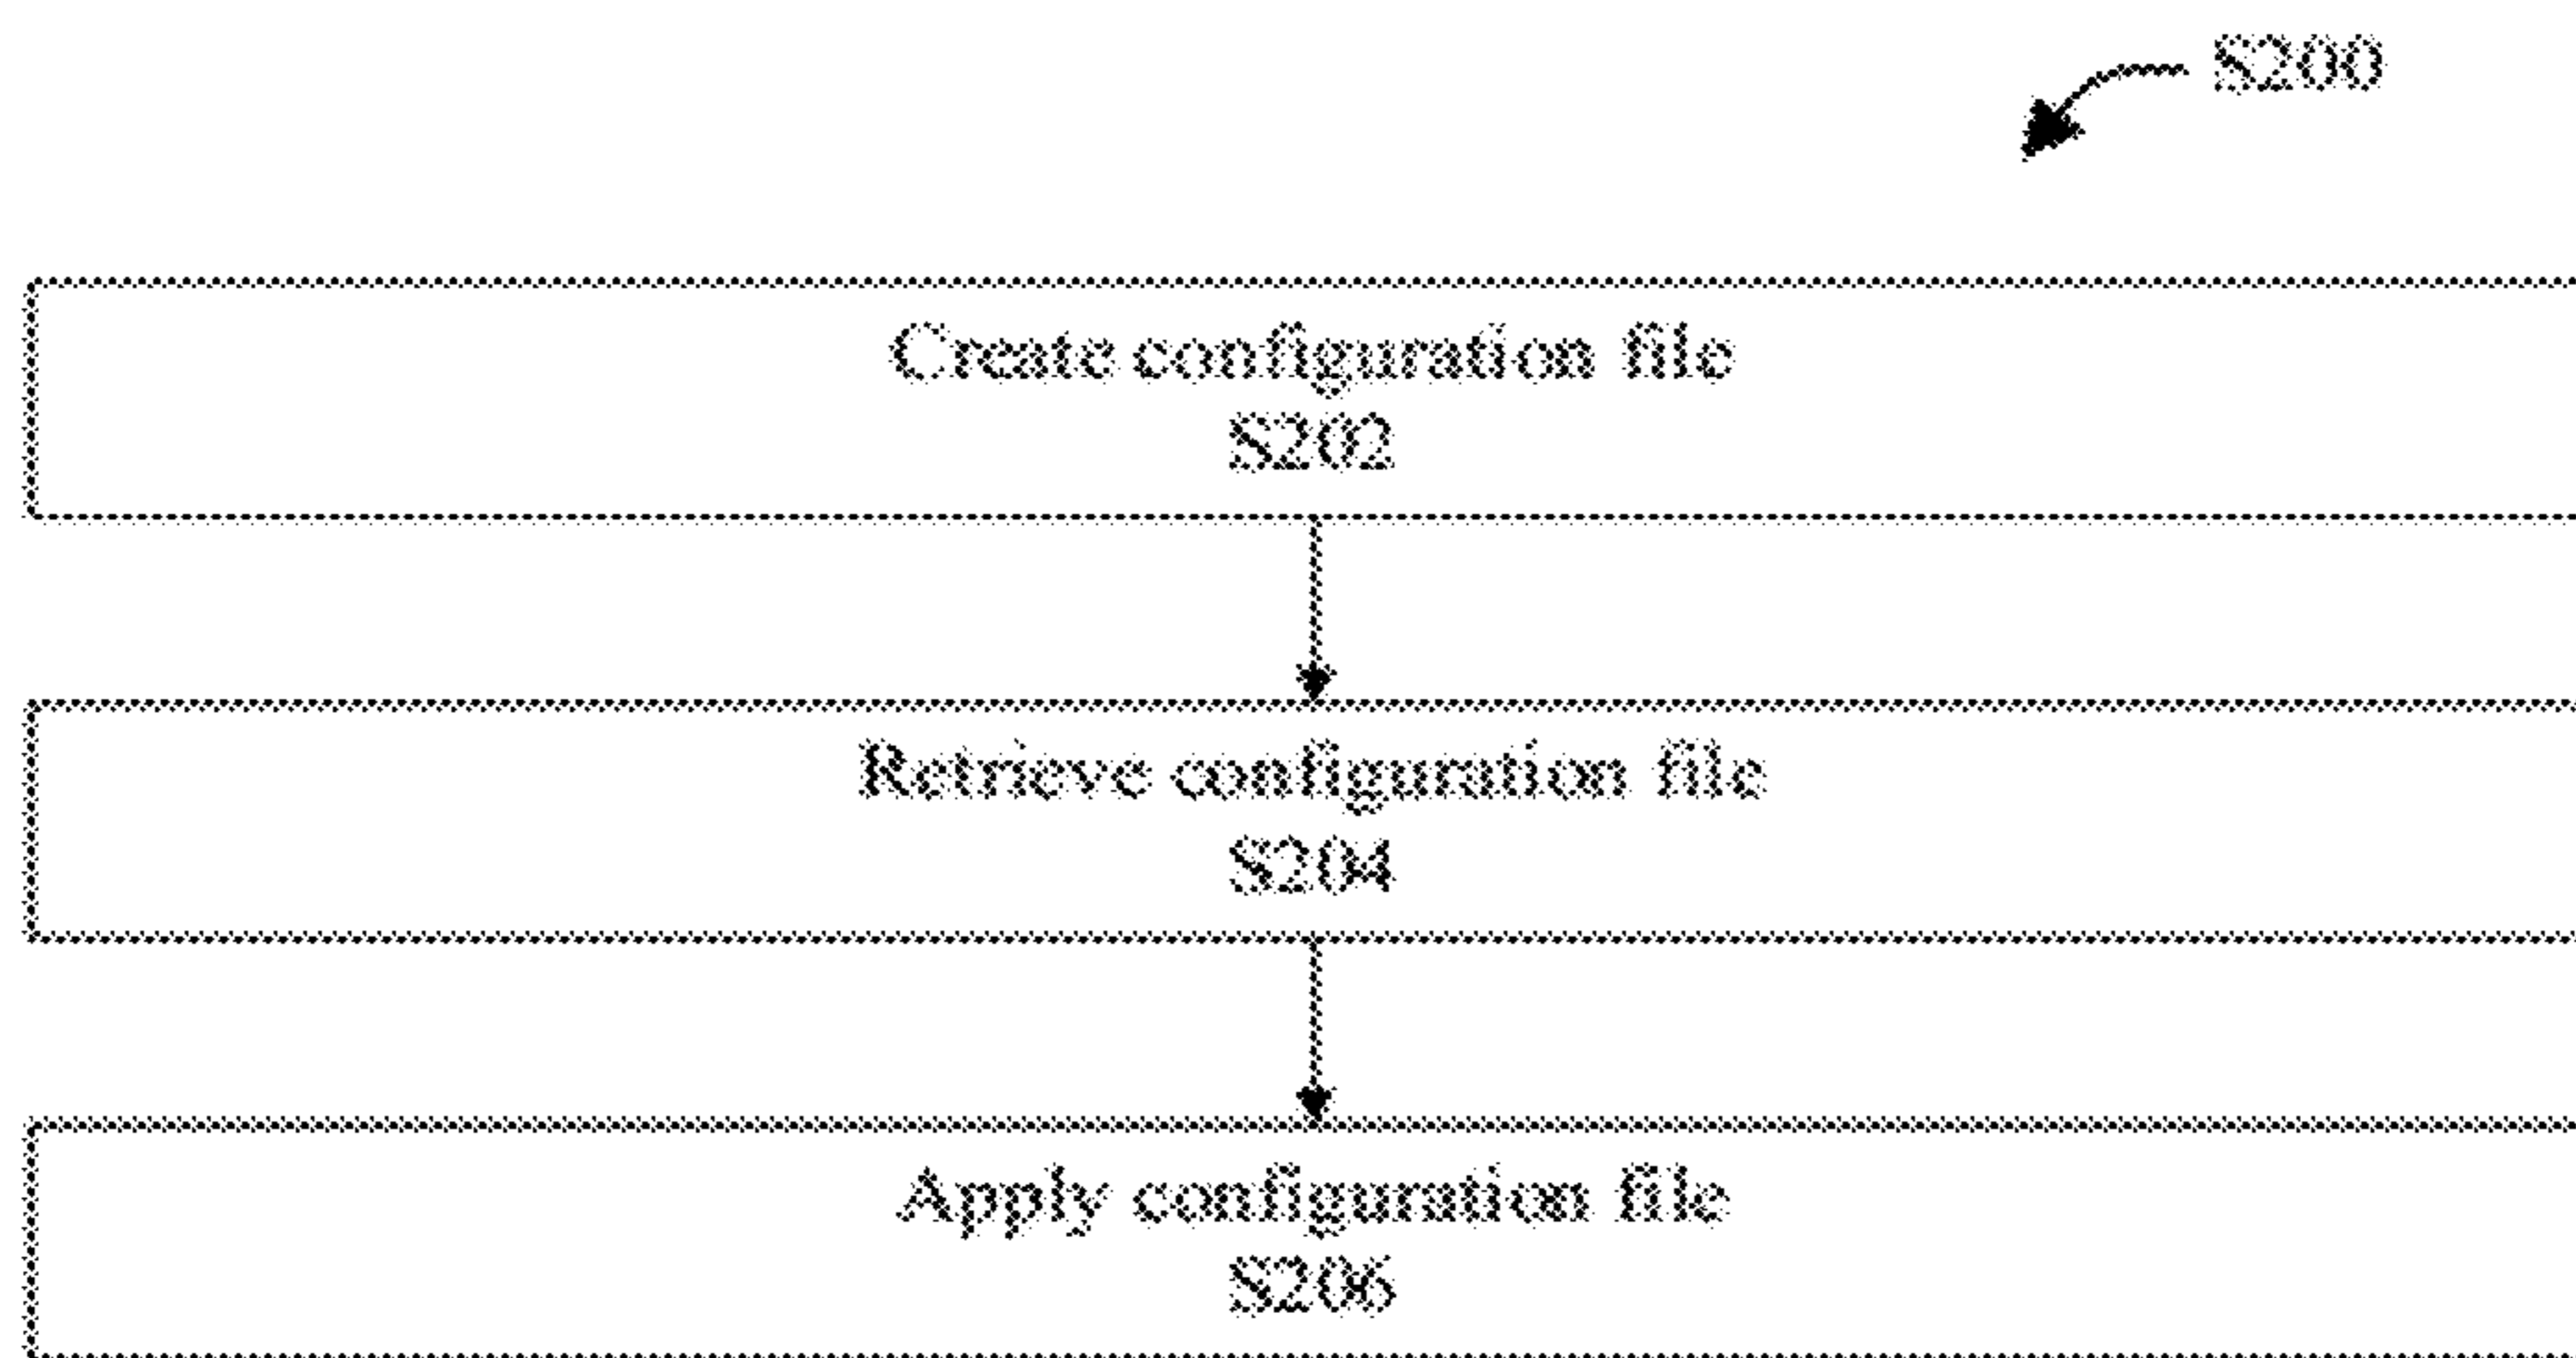 S200
Create configuration file
S202
Retrieve configuration file
S204
Apply configuration file
S206